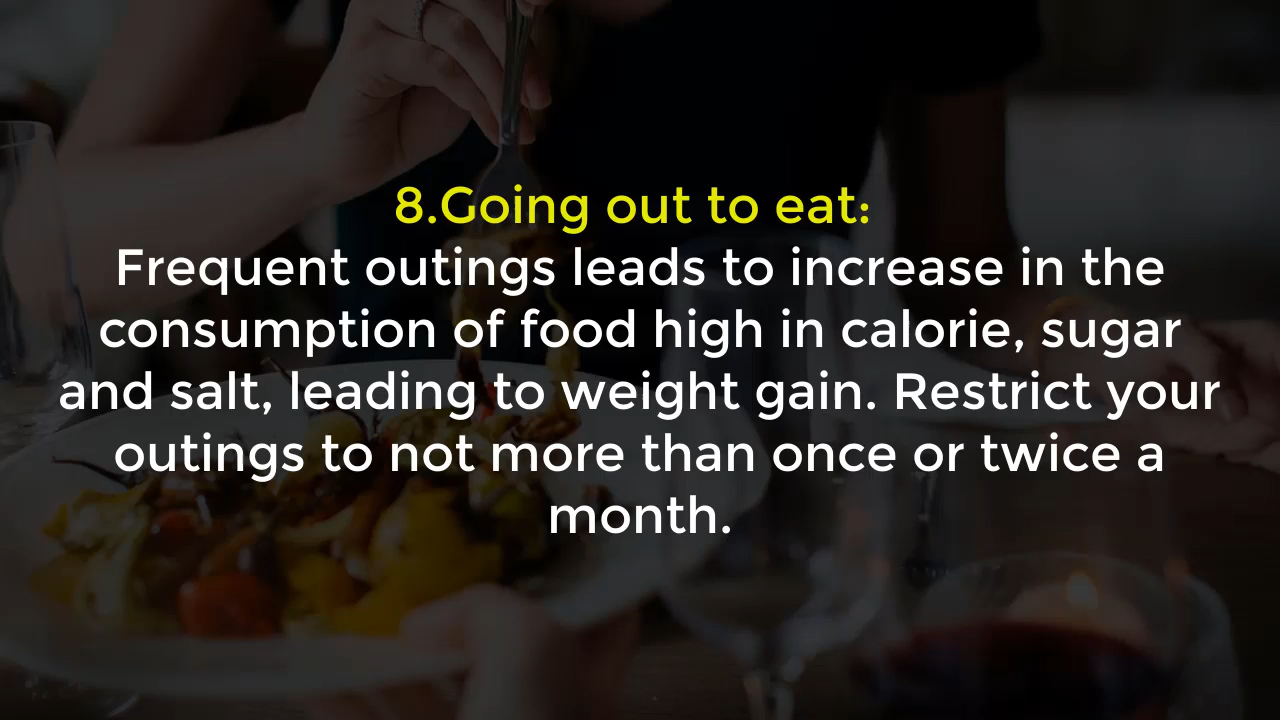 8.Going out to eat:
Frequent outings leads to increase in the
consumption of food high in calorie, sugar
and salt, leading to weight gain. Restrict your
outings to not more than once or twice a
month.